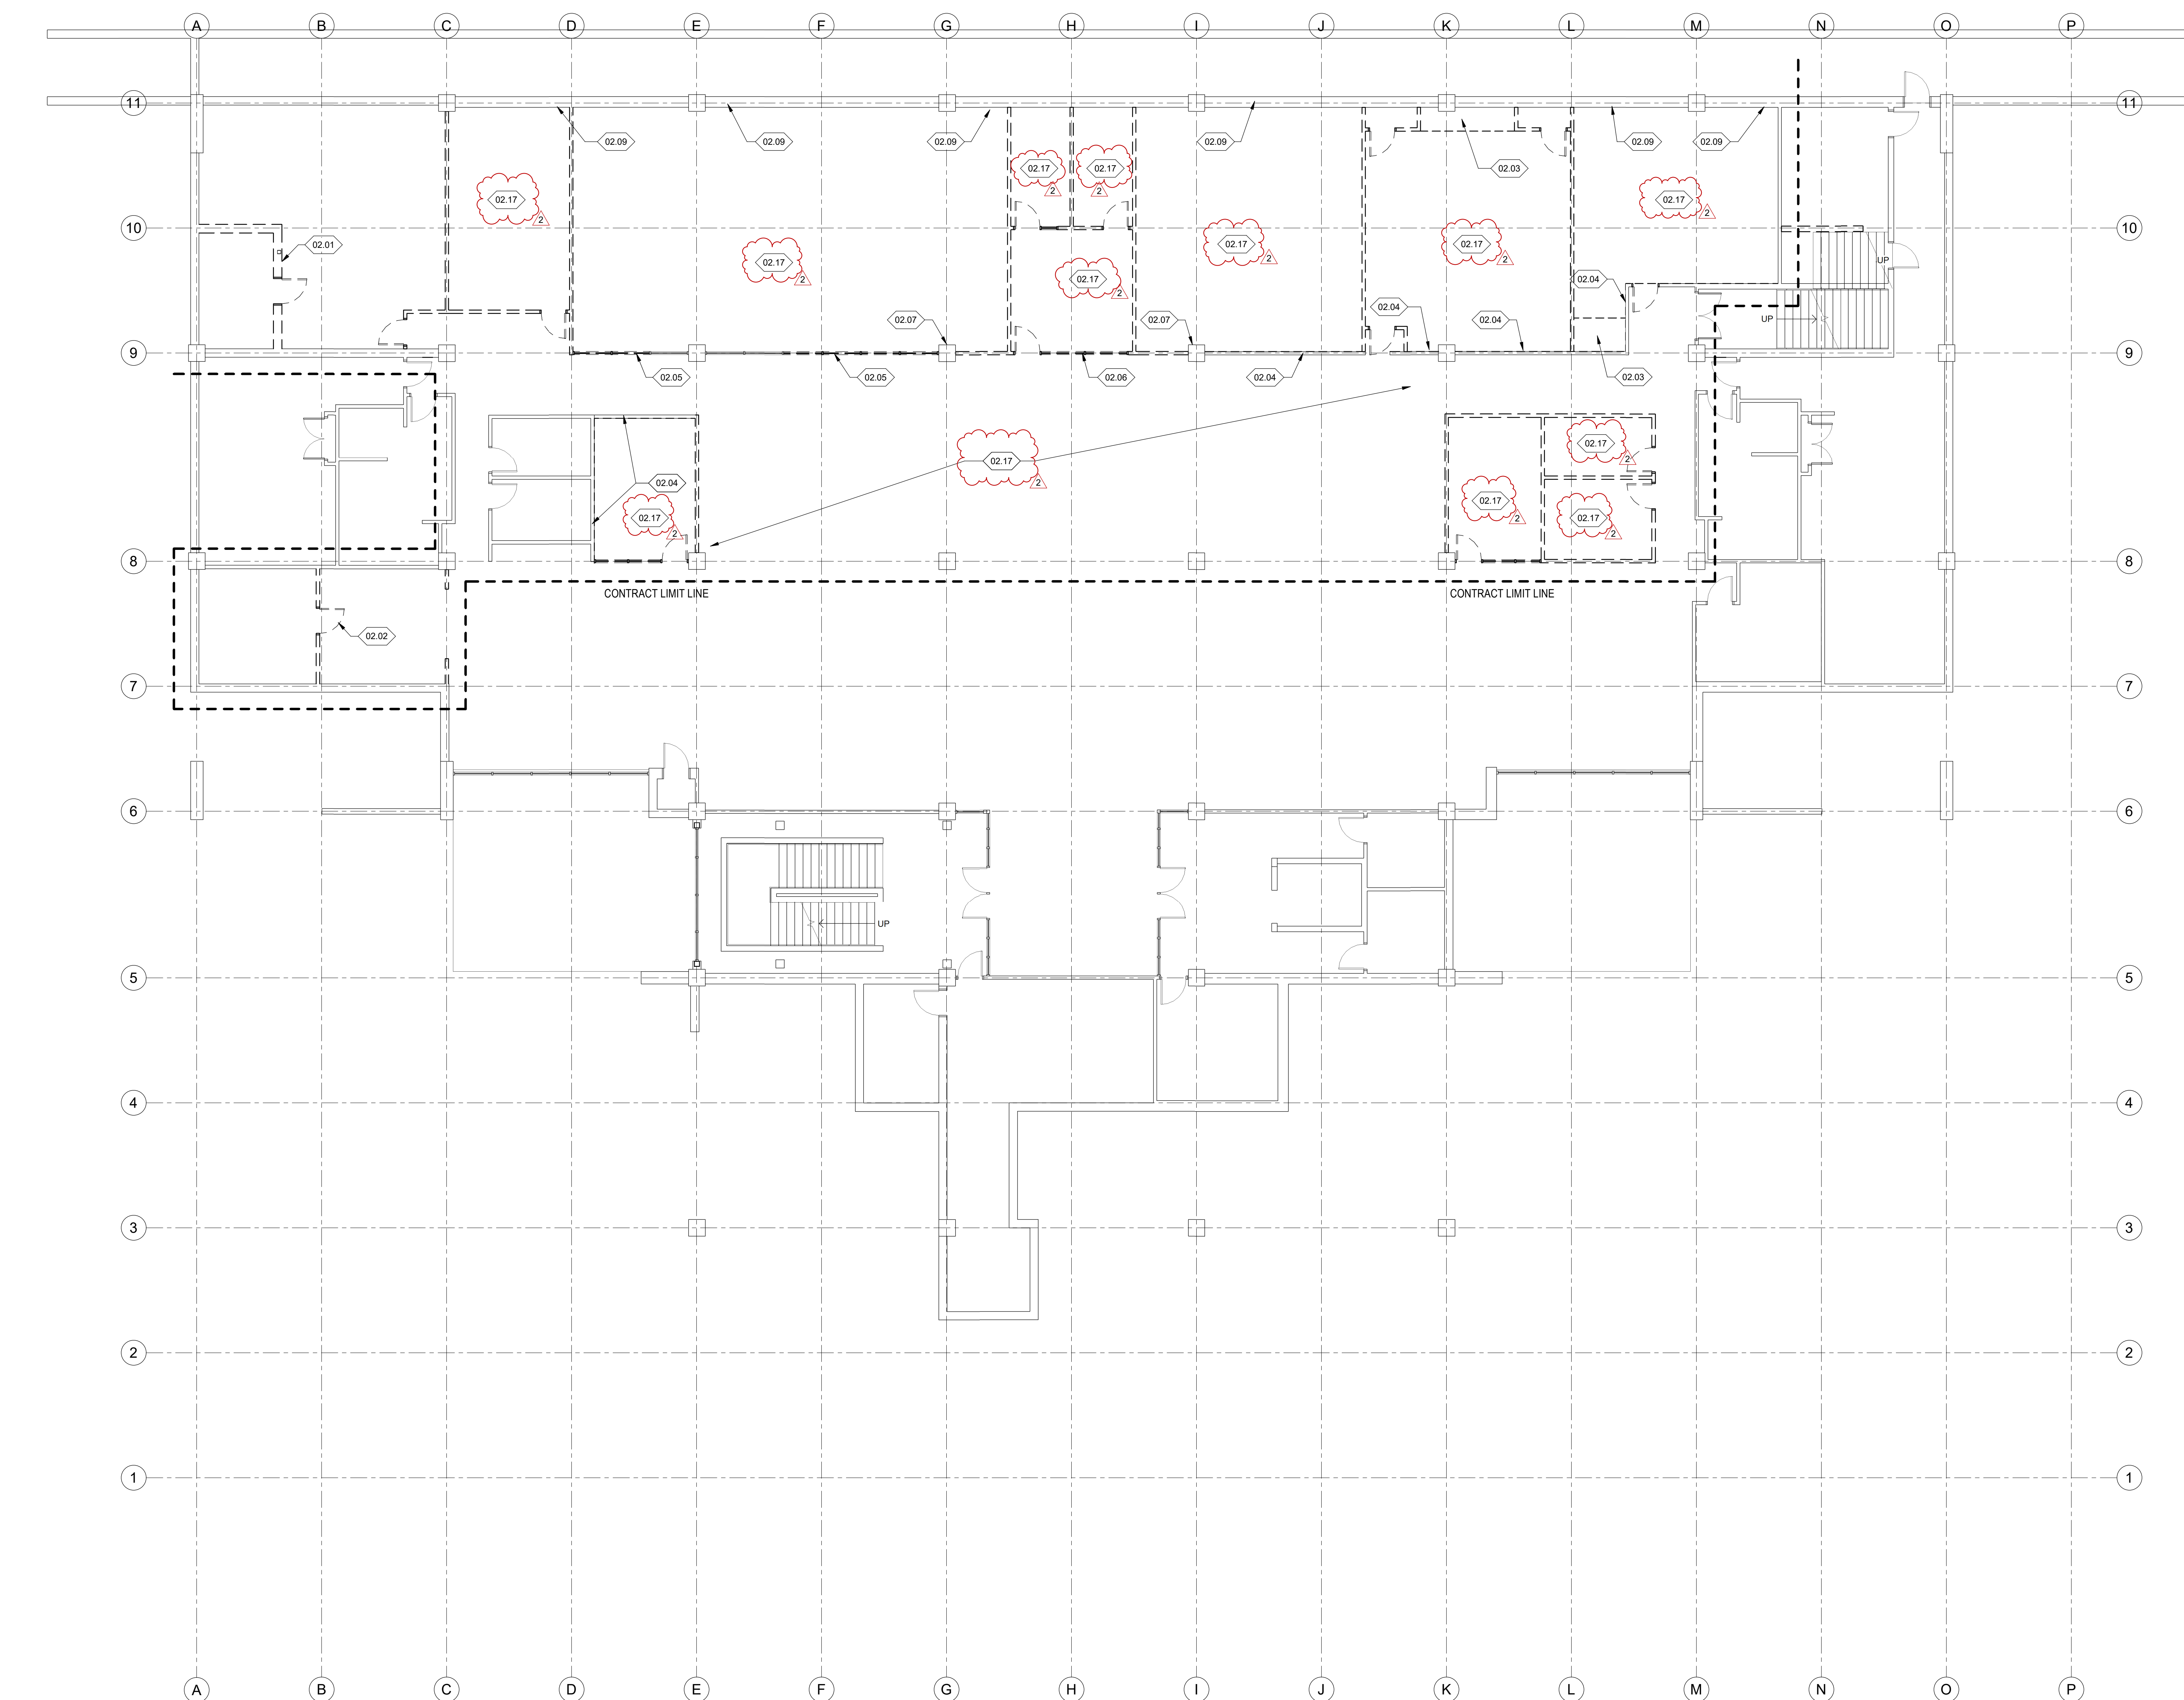 A B C D E F G H I J K L M N O P
11 11
02.09 02.09 02.09 02.09 02.09 02.09
02.17 2 02.17 2 02.03
02.17 2 02.17 2
10 10
02.01 02.17 2 02.17 2 02.17 2 UP
02.17 2 02.17 2 02.04
02.04
02.07 02.07 02.04 UP
9 9
02.05 02.05 02.06 02.04 02.03
02.17 2
02.17 2
02.04
02.17 2
02.17 2 02.17 2
8 8
CONTRACT LIMIT LINE CONTRACT LIMIT LINE
02.02
7 7
6 6
UP
5 5
4 4
3 3
2 2
1 1
A B C D E F G H I J K L M N O P